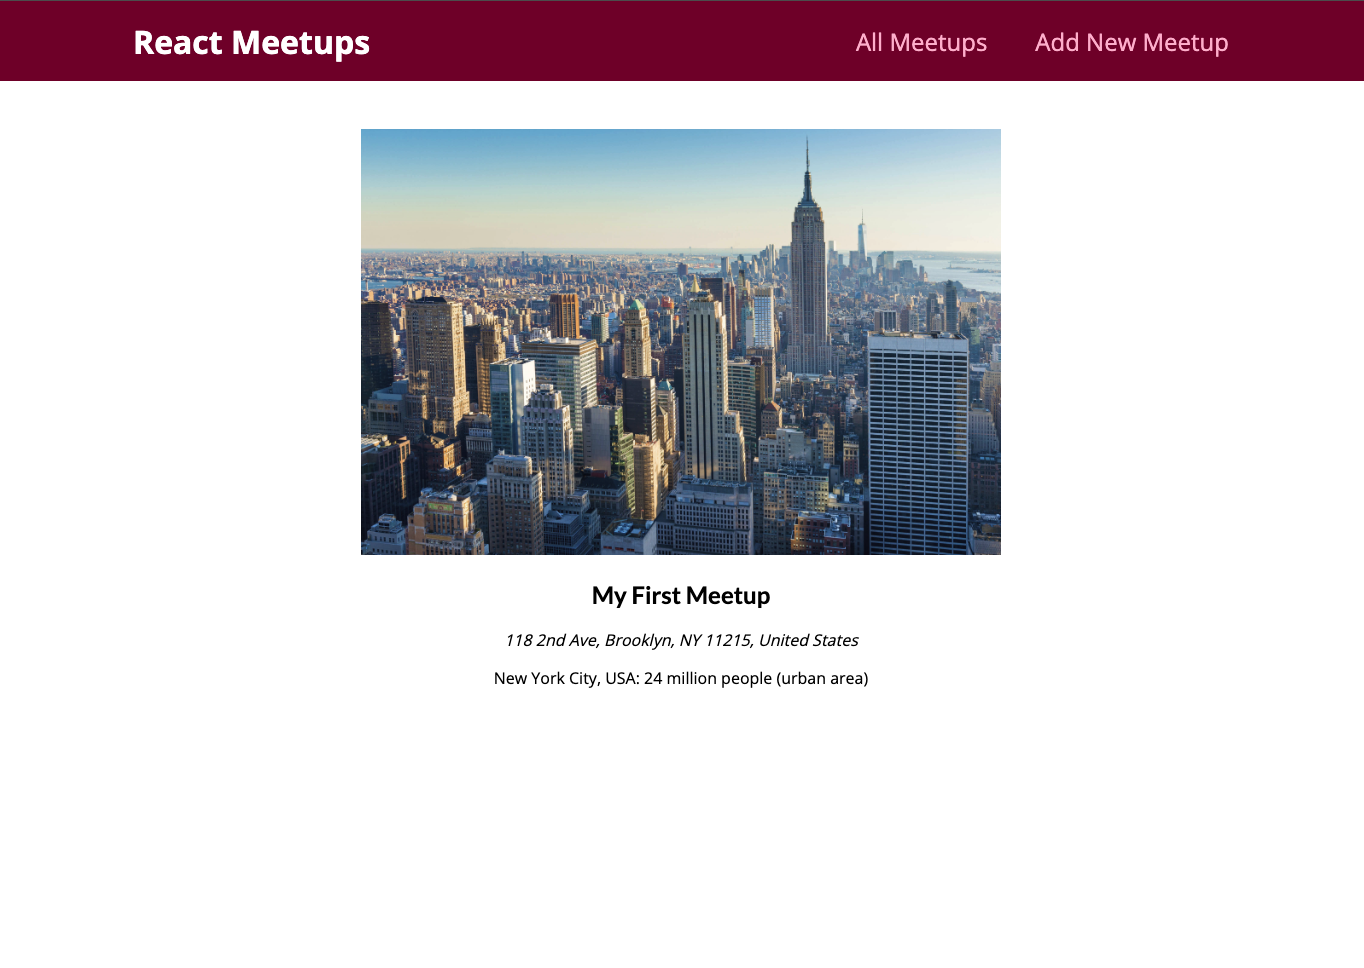 React Meetups
All Meetups
Add New Meetup
My First Meetup
118 2nd Ave, Brooklyn, NY 11215, United States
New York City, USA: 24 million people (urban area)